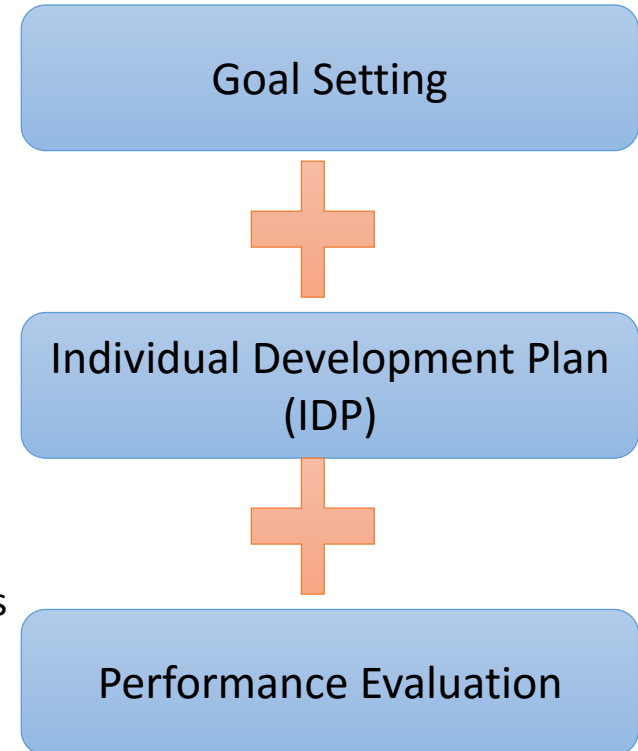 Goal Setting
Individual Development Plan
(IDP)
s
Performance Evaluation